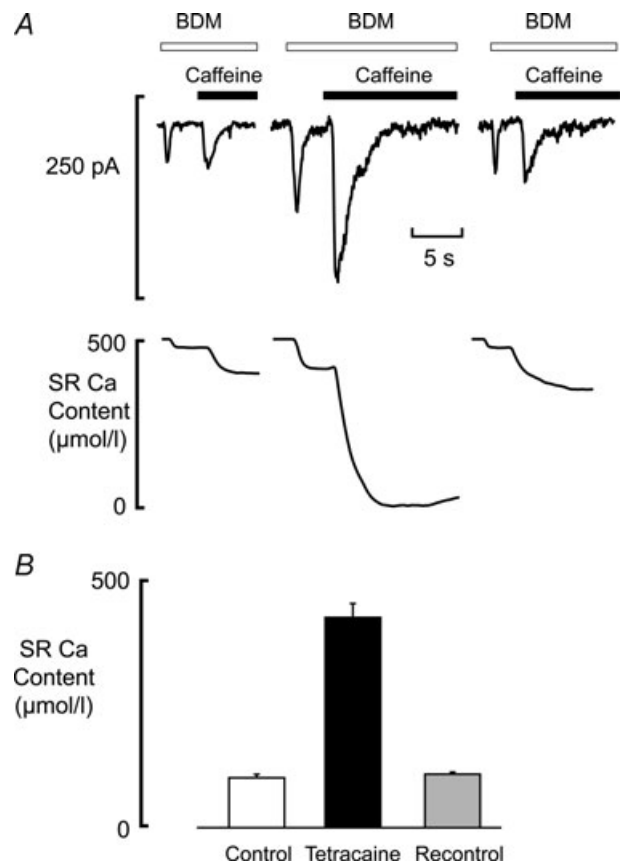 A
BDM BDM BDM
Caffeine Caffeine Caffeine
250 pA
5 s
500
SR Ca
Content
(µmol/l)
0
B
500
SR Ca
Content
(µmol/l)
0
Control Tetracaine Recontrol